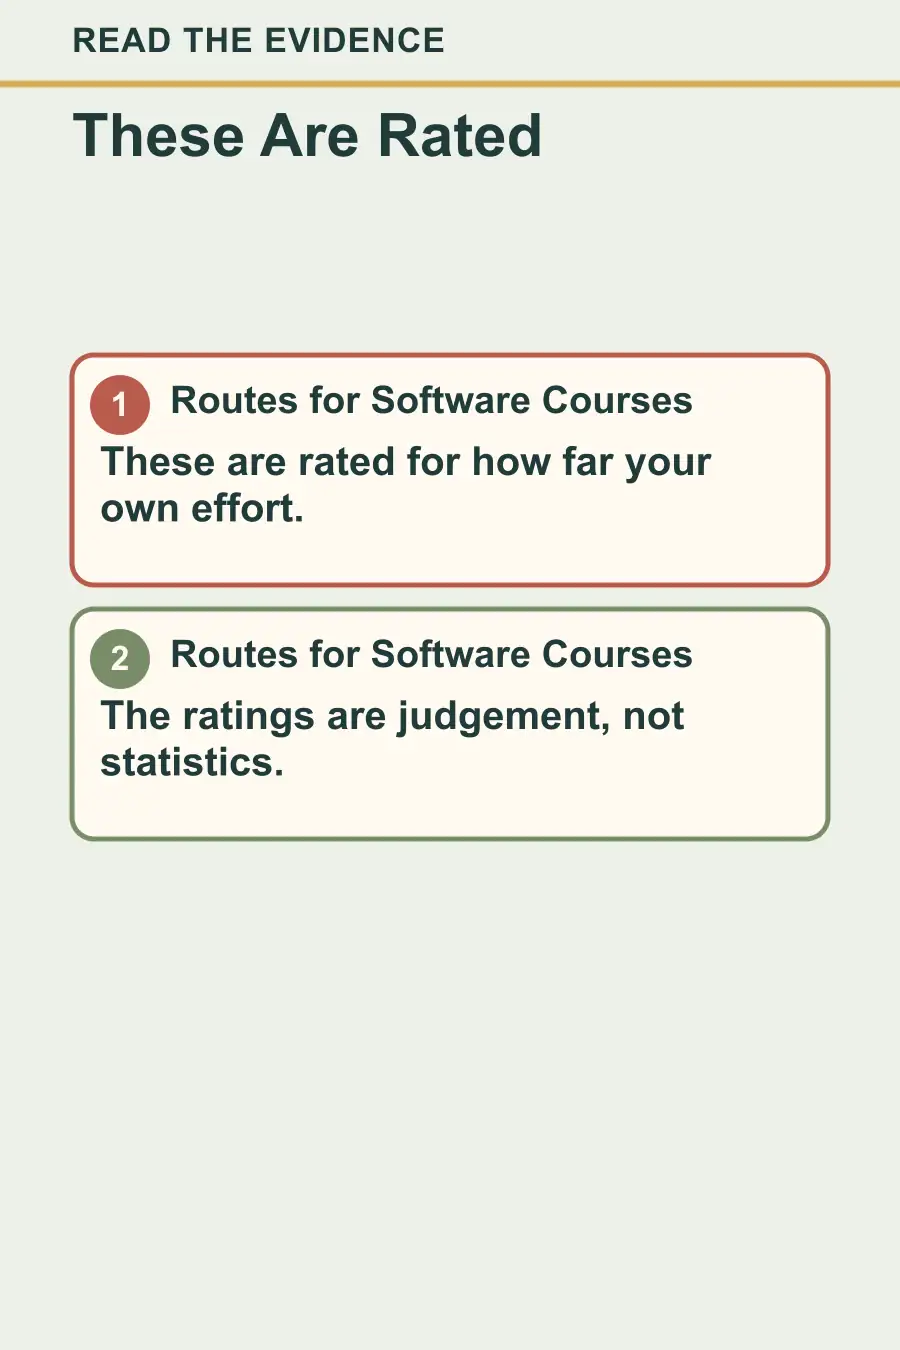 READ THE EVIDENCE
These Are Rated
1 Routes for Software Courses
These are rated for how far your
own effort.
2 Routes for Software Courses
The ratings are judgement, not
statistics.